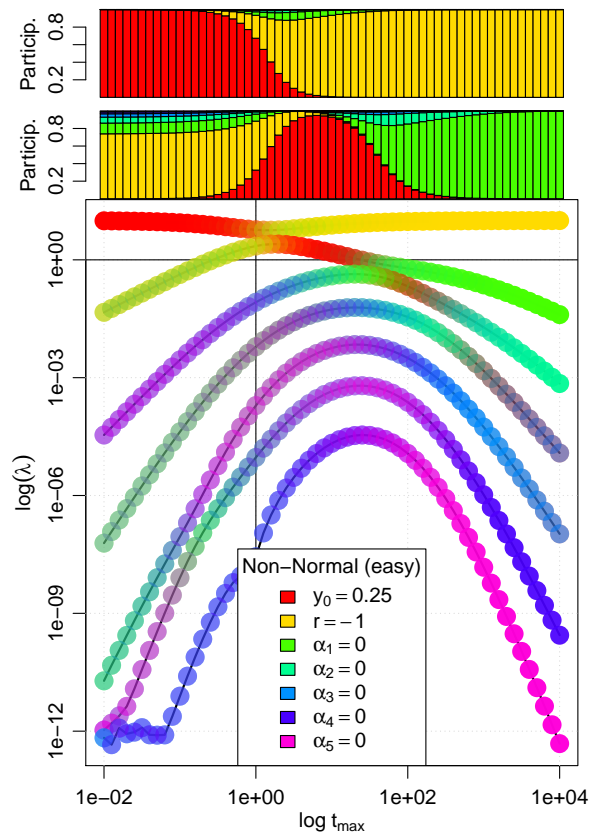 Particip.
0.8
0.2
Particip.
0.8
0.2
log(λ)
1e+00
1e-03
1e-06
1e-09
1e-12
Non-Normal (easy)
y₀ = 0.25
r = -1
α₁ = 0
α₂ = 0
α₃ = 0
α₄ = 0
α₅ = 0
1e-02
1e+00
1e+02
1e+04
log tₘₐₓ